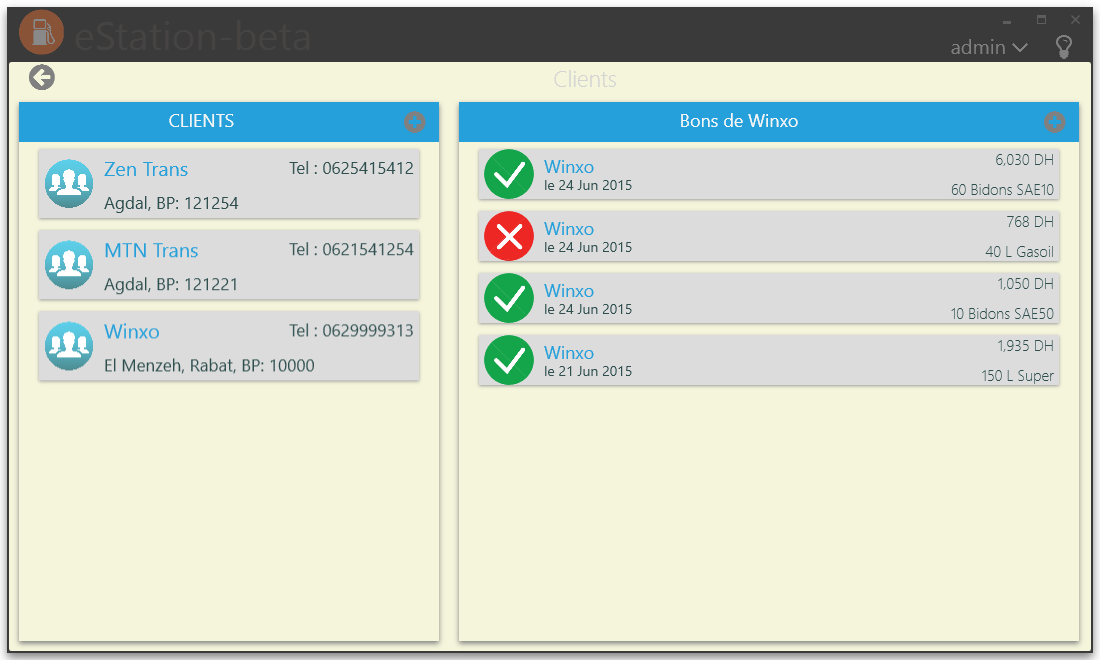 eStation-beta
admin
Clients
CLIENTS
Zen Trans
Tel : 0625415412
Agdal, BP: 121254
MTN Trans
Tel : 0621541254
Agdal, BP: 121221
Winxo
Tel : 0629999313
El Menzeh, Rabat, BP: 10000
Bons de Winxo
Winxo
6,030 DH
le 24 Jun 2015
60 Bidons SAE10
Winxo
768 DH
le 24 Jun 2015
40 L Gasoil
Winxo
1,050 DH
le 24 Jun 2015
10 Bidons SAE50
Winxo
1,935 DH
le 21 Jun 2015
150 L Super